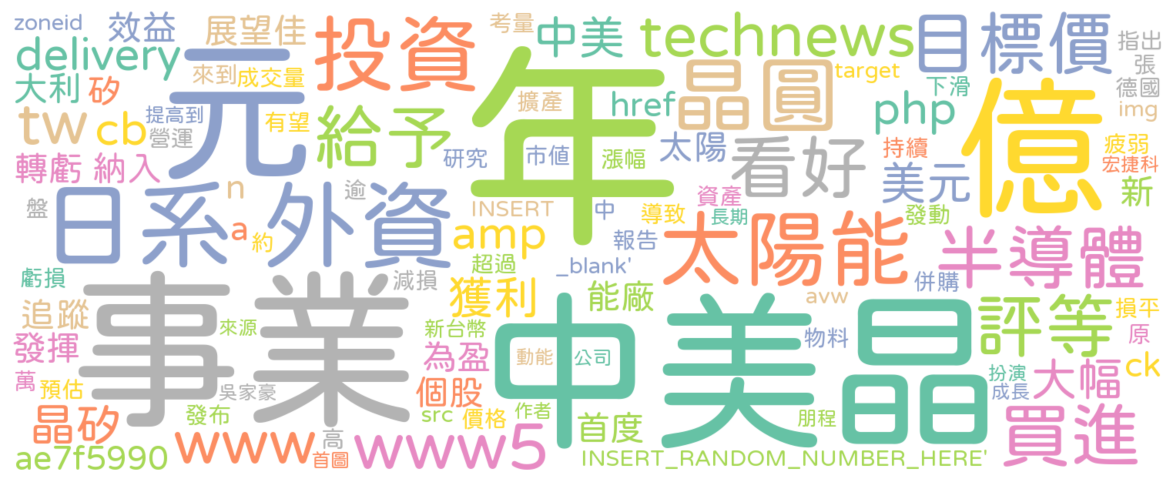 zoneid
效益
展望佳
投資
考量
中美
technews
目標價
指出
delivery
元
年
晶圓
target
張
大利
矽
來到
成交量
擴產
href
下滑
德國
tw
cb
提高到
有望
給予
php
億
img
營運
研究
市值
漲幅
太陽
看好
持續
疲弱
轉虧
納入
美元
宏捷科
日系
外資
n
逾
INSERT
中
資產
新
盤
a
約
amp
導致
長期
發動
報告
太陽能
半導體
虧損
減損
超過
_blank'
併購
追蹤
事業
獲利
能廠
avw
評等
損平
來源
新台幣
中美晶
物料
原
發揮
為盈
動能
公司
ck
萬
預估
吳家豪
個股
扮演
大幅
成長
晶矽
發布
src
價格
作者
首度
朋程
買進
www
高
www5
ae7f5990
首圖
INSERT_RANDOM_NUMBER_HERE'